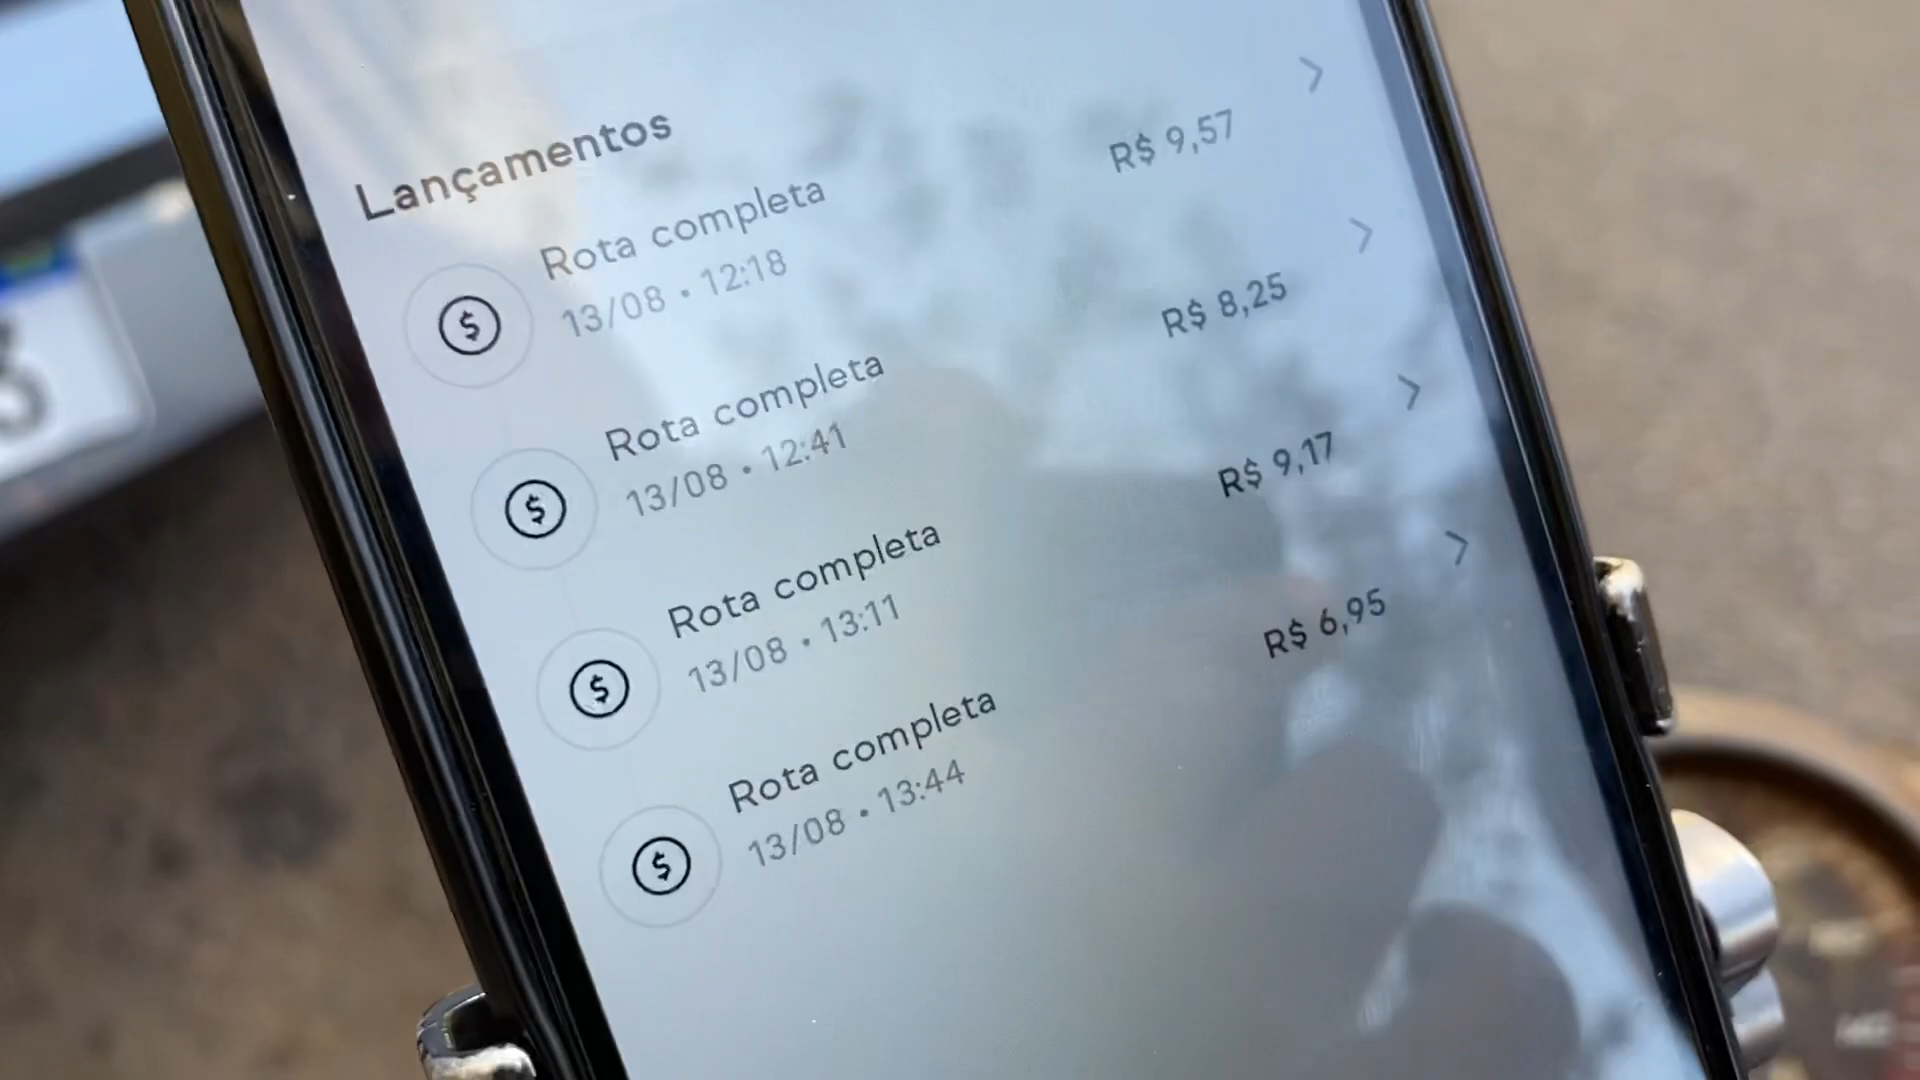 Lançamentos
Rota completa
13/08 • 12:18
R$ 9,57
Rota completa
13/08 • 12:41
R$ 8,25
Rota completa
13/08 • 13:11
R$ 9,17
Rota completa
13/08 • 13:44
R$ 6,95